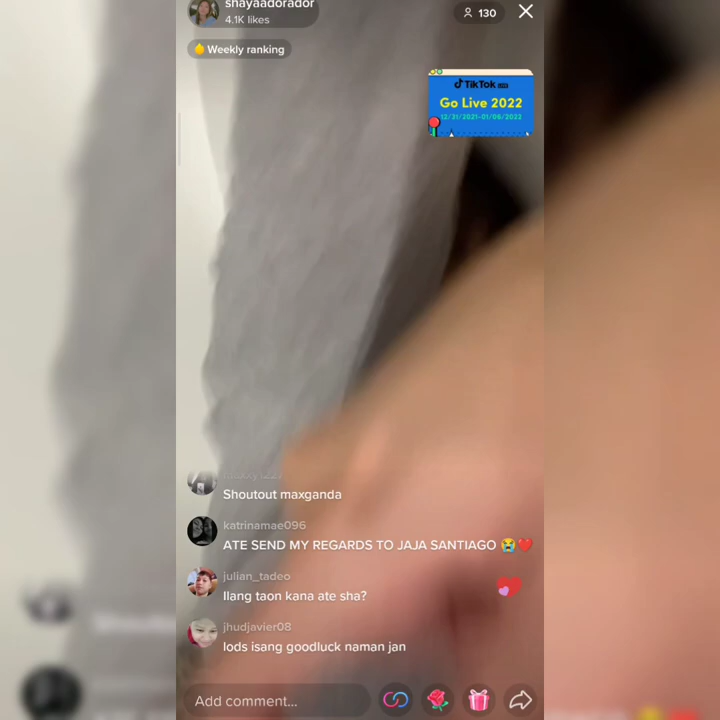 shayaadorador
4.1K likes
130
Weekly ranking
TikTok
Go Live 2022
12/31/2021-01/06/2022
Shoutout maxganda
katrinamae096
ATE SEND MY REGARDS TO JAJA SANTIAGO 😭❤️
julian_tadeo
Ilang taon kana ate sha?
jhudjavier08
lods isang goodluck naman jan
Add comment...